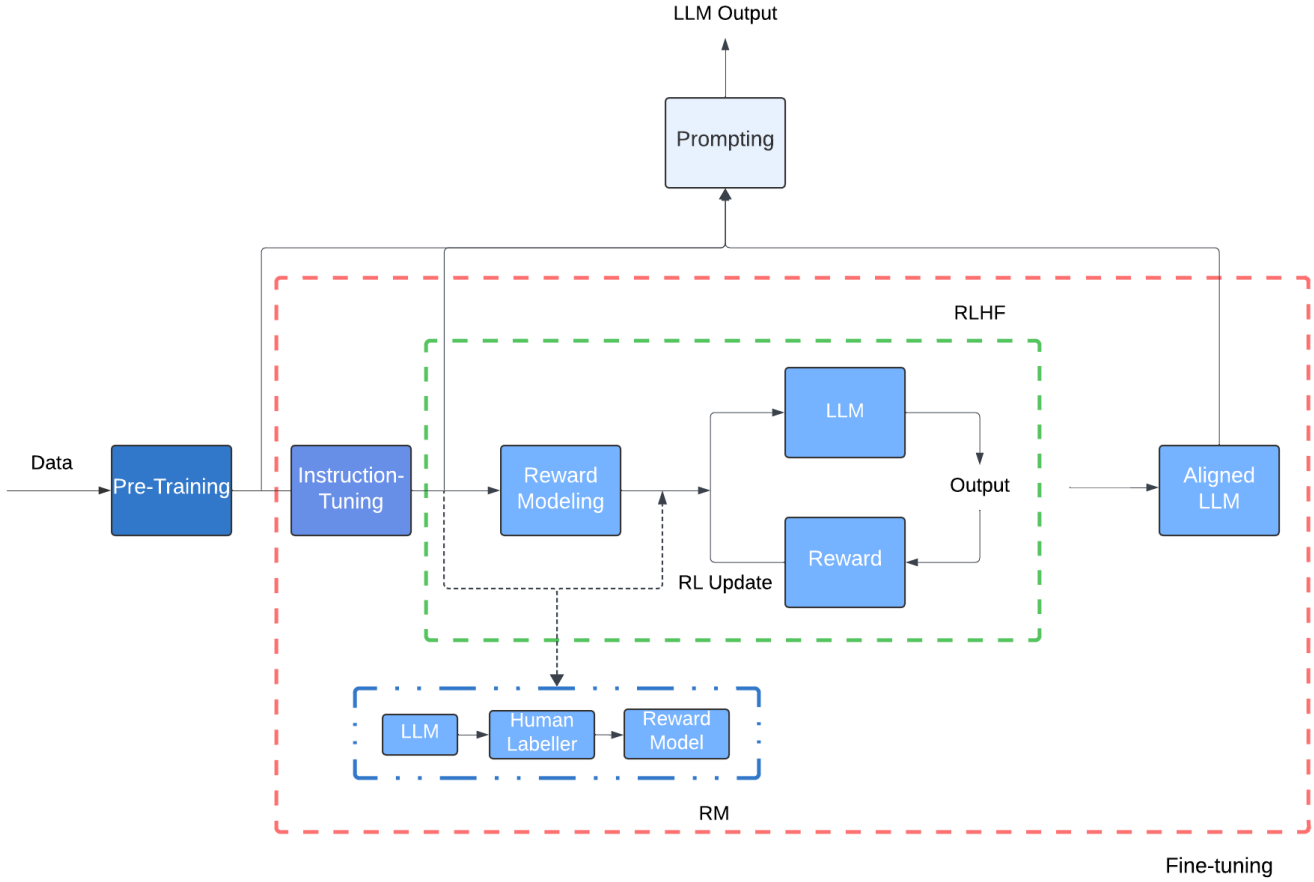 LLM Output
Prompting
RLHF
LLM
Data
Pre-Training
Instruction-
Tuning
Reward
Modeling
Output
Aligned
LLM
Reward
RL Update
LLM
Human
Labeller
Reward
Model
RM
Fine-tuning